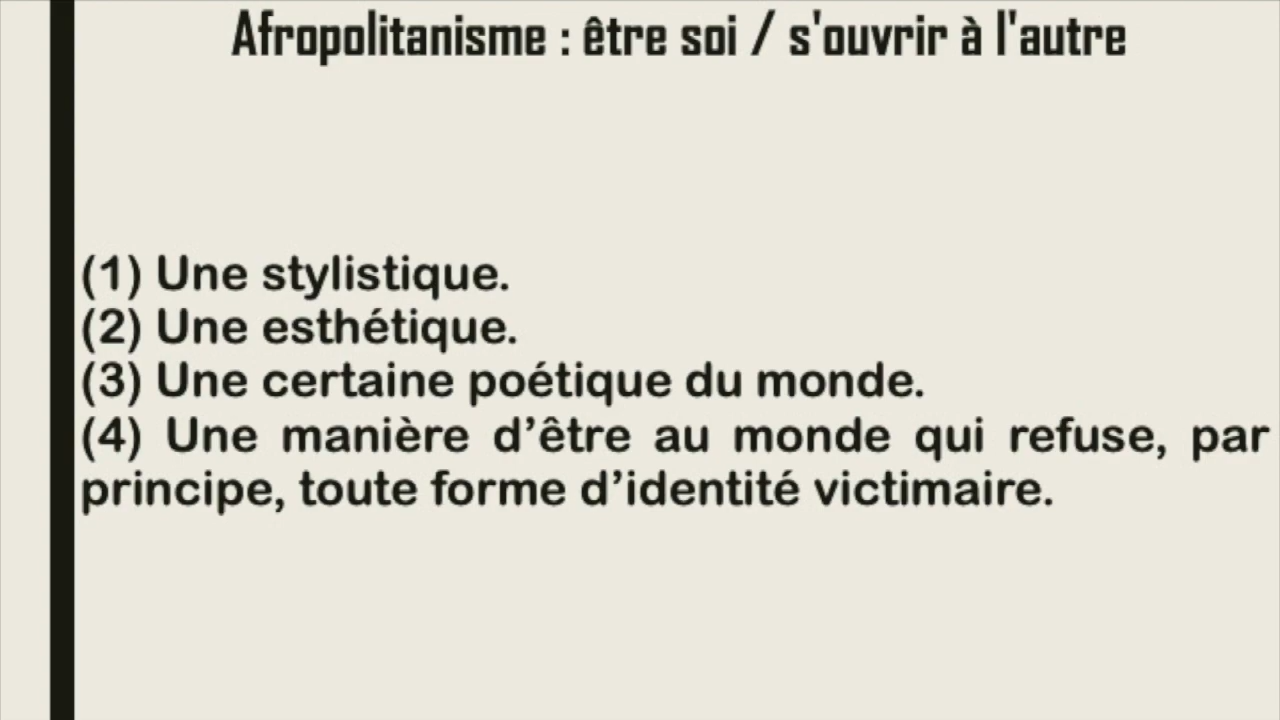 Afropolitanisme : être soi / s'ouvrir à l'autre
(1) Une stylistique.
(2) Une esthétique.
(3) Une certaine poétique du monde.
(4) Une manière d’être au monde qui refuse, par
principe, toute forme d’identité victimaire.